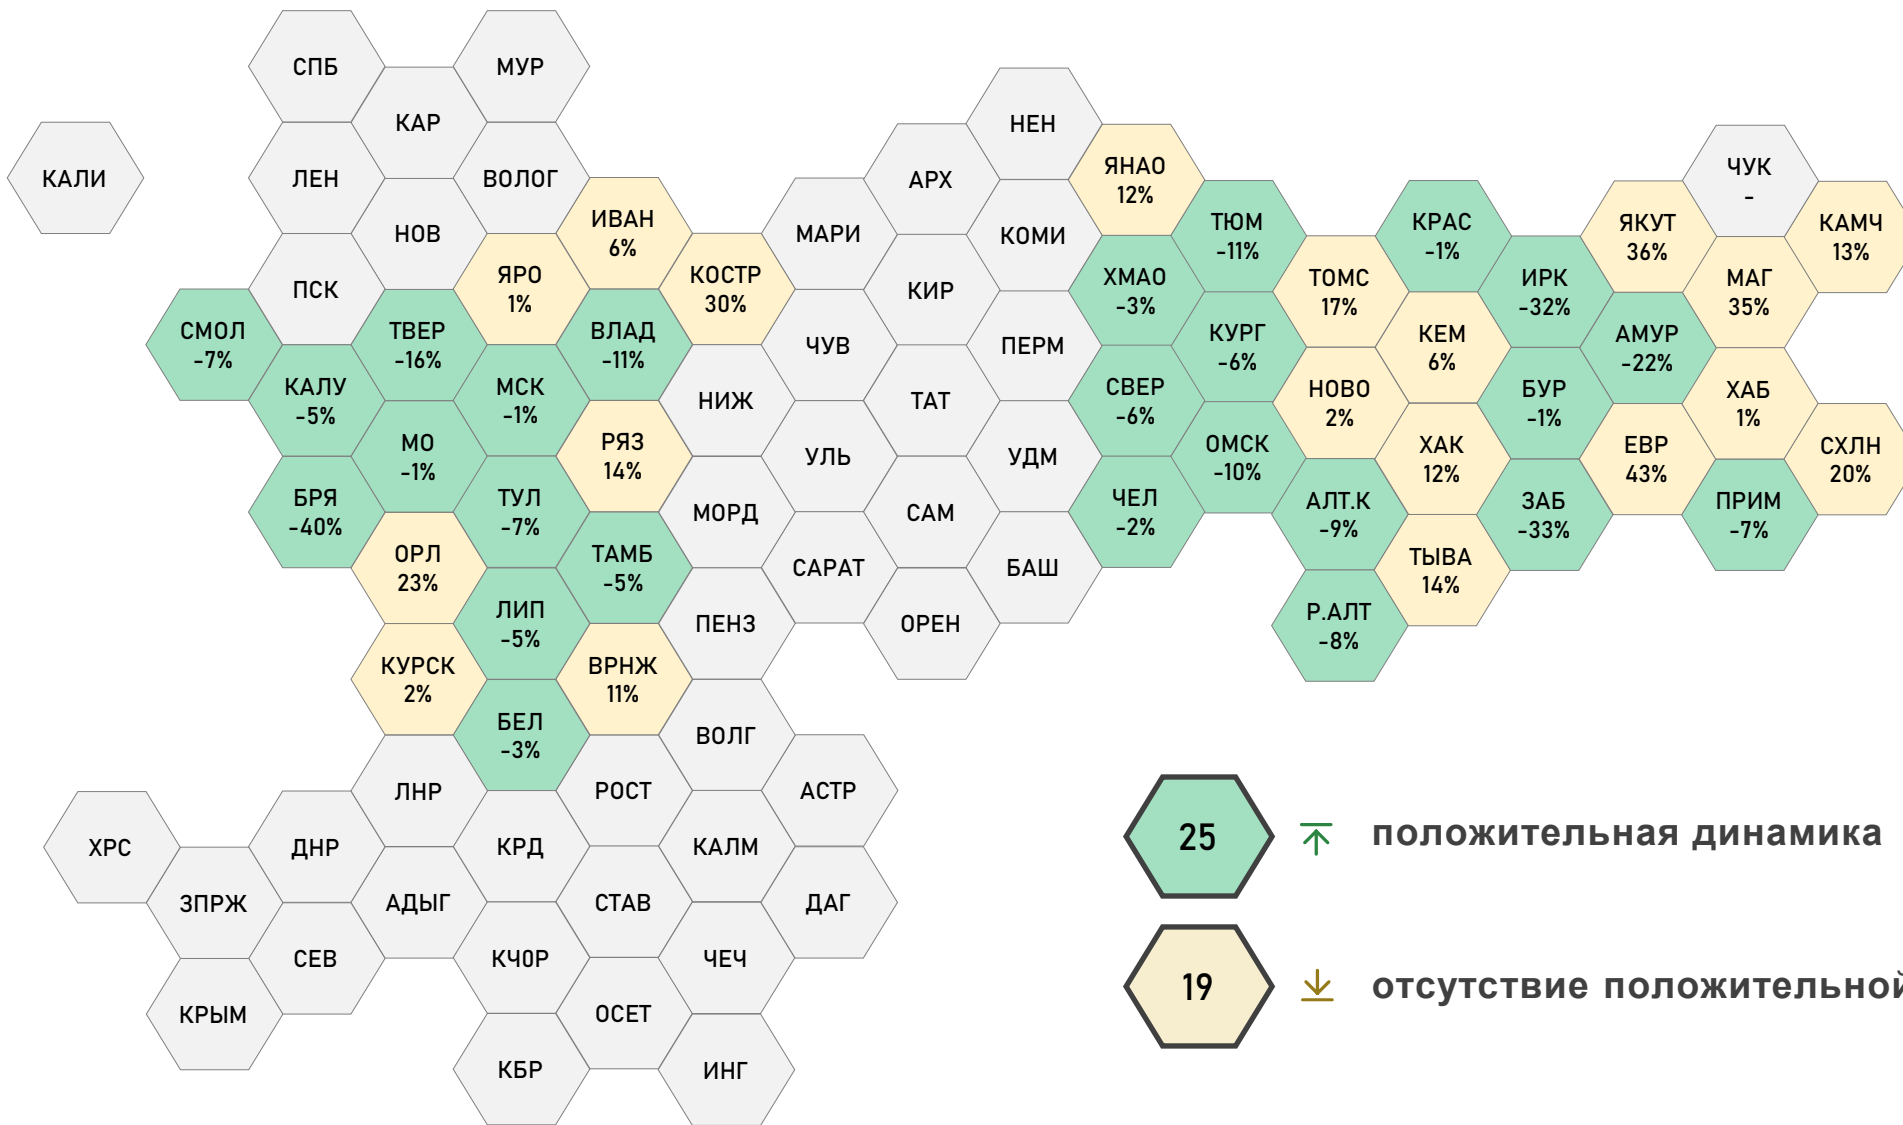 СПБ
МУР
КАР
НЕН
КАЛИ
ЛЕН
ВОЛОГ
АРХ
ЯНАО
12%
ЧУК
-
НОВ
ИВАН
6%
МАРИ
КОМИ
ТЮМ
-11%
КРАС
-1%
ЯКУТ
36%
КАМЧ
13%
ПСК
ЯРО
1%
КОСТР
30%
КИР
ХМАО
-3%
ТОМС
17%
ИРК
-32%
МАГ
35%
СМОЛ
-7%
ТВЕР
-16%
ВЛАД
-11%
ЧУВ
ПЕРМ
КУРГ
-6%
КЕМ
6%
АМУР
-22%
КАЛУ
-5%
МСК
-1%
НИЖ
ТАТ
СВЕР
-6%
НОВО
2%
БУР
-1%
ХАБ
1%
МО
-1%
РЯЗ
14%
УЛЬ
УДМ
ОМСК
-10%
ХАК
12%
ЕВР
43%
СХЛН
20%
БРЯ
-40%
ТУЛ
-7%
МОРД
САМ
ЧЕЛ
-2%
АЛТ.К
-9%
ЗАБ
-33%
ПРИМ
-7%
ОРЛ
23%
ТАМБ
-5%
САРАТ
БАШ
ТЫВА
14%
ЛИП
-5%
ПЕНЗ
ОРЕН
Р.АЛТ
-8%
КУРСК
2%
ВРНЖ
11%
БЕЛ
-3%
ВОЛГ
ЛНР
РОСТ
АСТР
ХРС
ДНР
КРД
КАЛМ
25
положительная динамика
ЗПРЖ
АДЫГ
СТАВ
ДАГ
СЕВ
КЧ0Р
ЧЕЧ
19
отсутствие положительной
КРЫМ
ОСЕТ
КБР
ИНГ